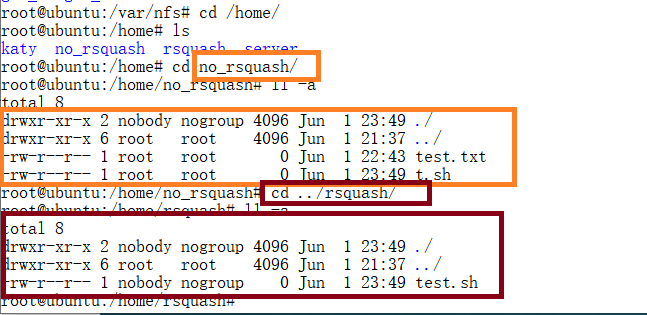 root@ubuntu:/var/nfs# cd /home/
root@ubuntu:/home# ls
katy no_rsquash rsquash server
root@ubuntu:/home# cd no_rsquash/
root@ubuntu:/home/no_rsquash# ll -a
total 8
drwxr-xr-x 2 nobody nogroup 4096 Jun 1 23:49 ./
drwxr-xr-x 6 root root 4096 Jun 1 21:37 ../
-rw-r--r-- 1 root root 0 Jun 1 22:43 test.txt
-rw-r--r-- 1 root root 0 Jun 1 23:49 t.sh
root@ubuntu:/home/no_rsquash# cd ../rsquash/
root@ubuntu:/home/rsquash# ll -a
total 8
drwxr-xr-x 2 nobody nogroup 4096 Jun 1 23:49 ./
drwxr-xr-x 6 root root 4096 Jun 1 21:37 ../
-rw-r--r-- 1 nobody nogroup 0 Jun 1 23:49 test.sh
root@ubuntu:/home/rsquash#